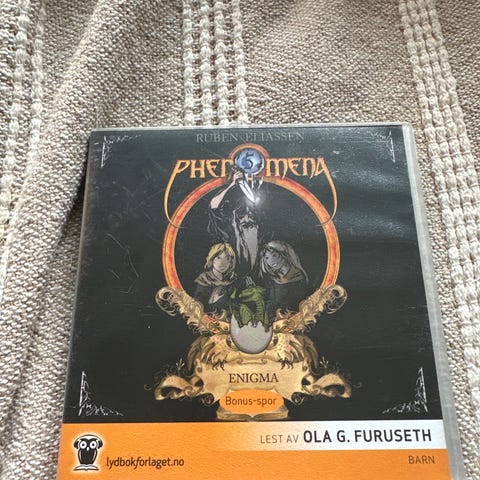 RUBEN ELIASSEN
PHENOMENA
5
ENIGMA
Bonus-spor
LEST AV OLA G. FURUSETH
lydbokforlaget.no
BARN